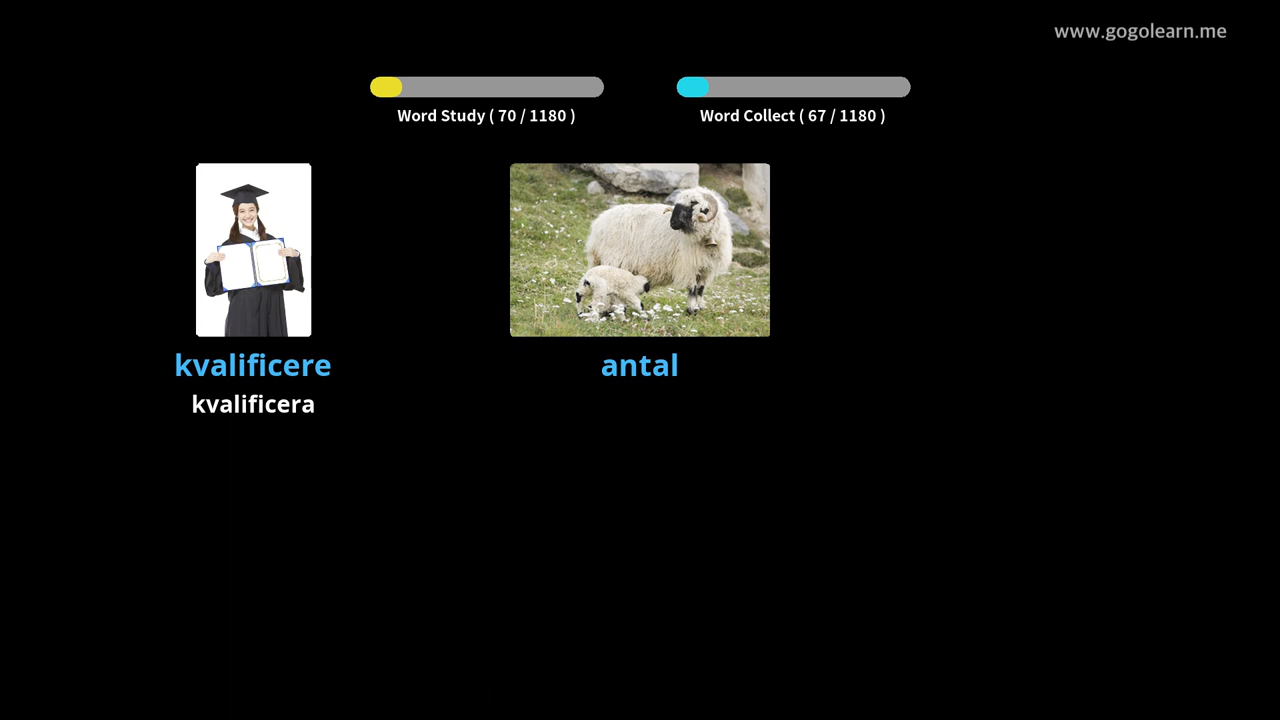 www.gogolearn.me
Word Study ( 70 / 1180 )
Word Collect ( 67 / 1180 )
kvalificere
kvalificera
antal